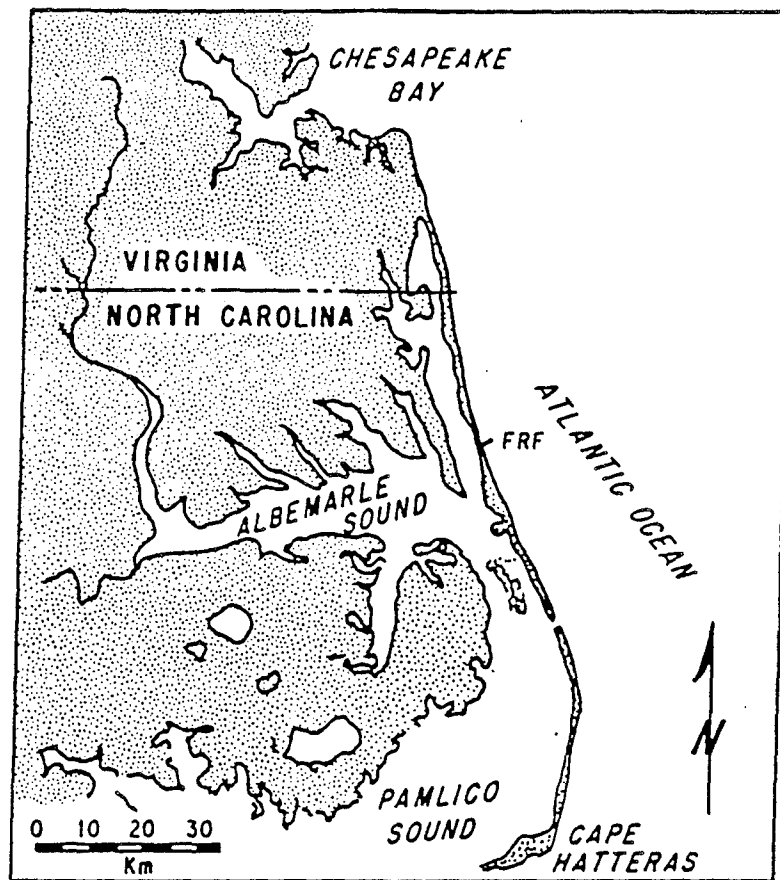 CHESAPEAKE
BAY
VIRGINIA
NORTH CAROLINA
ATLANTIC OCEAN
FRF
ALBEMARLE
SOUND
PAMLICO
SOUND
CAPE
HATTERAS
N
0 10 20 30
Km